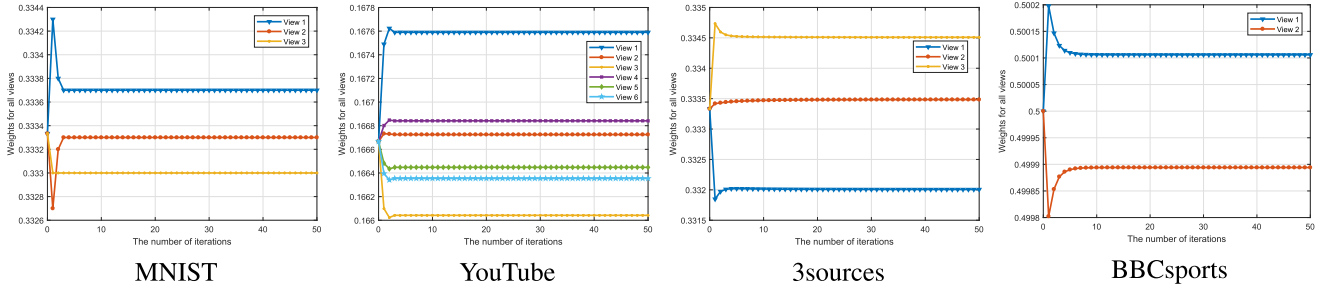 0.3344
0.3342
0.334
0.3338
0.3336
0.3334
0.3332
0.333
0.3328
0.3326
0
10
20
30
40
50
Weights for all views
The number of iterations
View 1
View 2
View 3
MNIST
0.1678
0.1676
0.1674
0.1672
0.167
0.1668
0.1666
0.1664
0.1662
0.166
0
10
20
30
40
50
Weights for all views
The number of iterations
View 1
View 2
View 3
View 4
View 5
View 6
YouTube
0.335
0.3345
0.334
0.3335
0.333
0.3325
0.332
0.3315
0
10
20
30
40
50
Weights for all views
The number of iterations
View 1
View 2
View 3
3sources
0.5002
0.50015
0.5001
0.50005
0.5
0.49995
0.4999
0.49985
0.4998
0
10
20
30
40
50
Weights for all views
The number of iterations
View 1
View 2
BBCsports